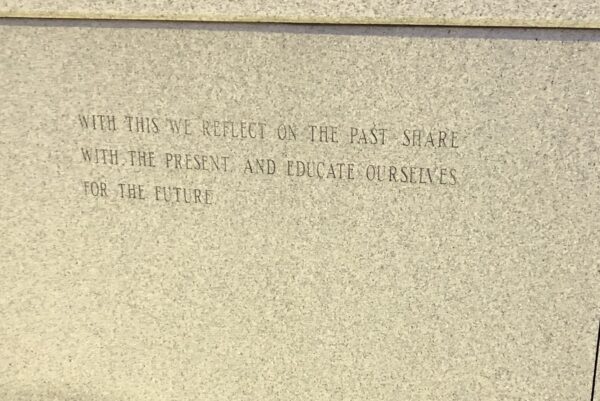 WITH THIS WE REFLECT ON THE PAST SHARE
WITH THE PRESENT AND EDUCATE OURSELVES
FOR THE FUTURE